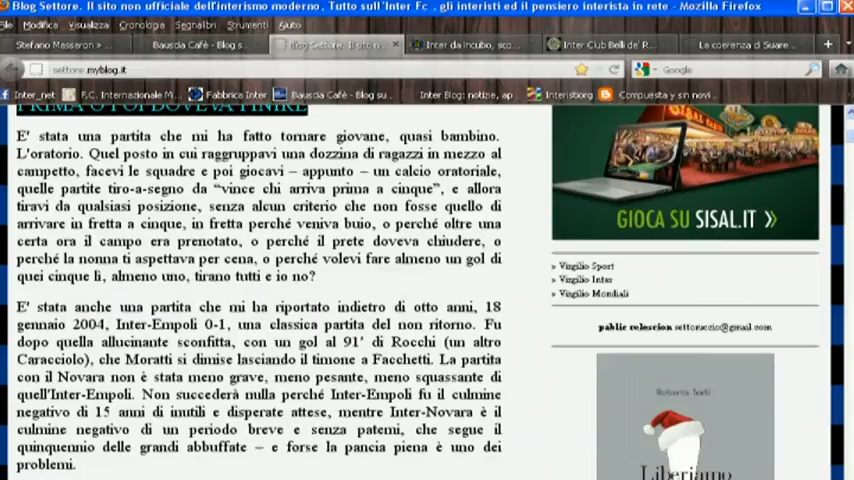 Blog Settore. Il sito non ufficiale dell'interismo moderno, Tutto sull'Inter Fc , gli interisti ed il pensiero interista in rete - Mozilla Firefox
File Modifica Visualizza Cronologia Segnalibri Strumenti Aiuto
Stefano Massaron » ...
Bauscia Cafè - Blog s...
Blog Settore. Il sito n...
Inter da incubo, sco...
Inter Club Belli de' R...
La coerenza di Suare...
settore.myblog.it
Google
Inter_net
F.C. Internazionale M...
Fabbrica Inter
Bauscia Cafè - Blog su...
Inter Blog: notizie, ap
Interistiorg
Compuesta y sin novi...
PRIMA O POI DOVEVA FINIRE
E' stata una partita che mi ha fatto tornare giovane, quasi bambino.
L'oratorio. Quel posto in cui raggruppavi una dozzina di ragazzi in mezzo al
campetto, facevi le squadre e poi giocavi – appunto – un calcio oratoriale,
quelle partite tiro-a-segno da “vince chi arriva prima a cinque”, e allora
tiravi da qualsiasi posizione, senza alcun criterio che non fosse quello di
arrivare in fretta a cinque, in fretta perché veniva buio, o perché oltre una
certa ora il campo era prenotato, o perché il prete doveva chiudere, o
perché la nonna ti aspettava per cena, o perché volevi fare almeno un gol di
quei cinque lì, almeno uno, tirano tutti e io no?
E' stata anche una partita che mi ha riportato indietro di otto anni, 18
gennaio 2004, Inter-Empoli 0-1, una classica partita del non ritorno. Fu
dopo quella allucinante sconfitta, con un gol al 91' di Rocchi (un altro
Caracciolo), che Moratti si dimise lasciando il timone a Facchetti. La partita
con il Novara non è stata meno grave, meno pesante, meno squassante di
quell'Inter-Empoli. Non succederà nulla perché Inter-Empoli fu il culmine
negativo di 15 anni di inutili e disperate attese, mentre Inter-Novara è il
culmine negativo di un periodo breve e senza patemi, che segue il
quinquennio delle grandi abbuffate – e forse la pancia piena è uno dei
problemi.
SISAL CASINO
GIOCA SU SISAL.IT »
» Virgilio Sport
» Virgilio Inter
» Virgilio Mondiali
public relescion settoraccio@gmail.com
Roberto Torti
Liberiamo